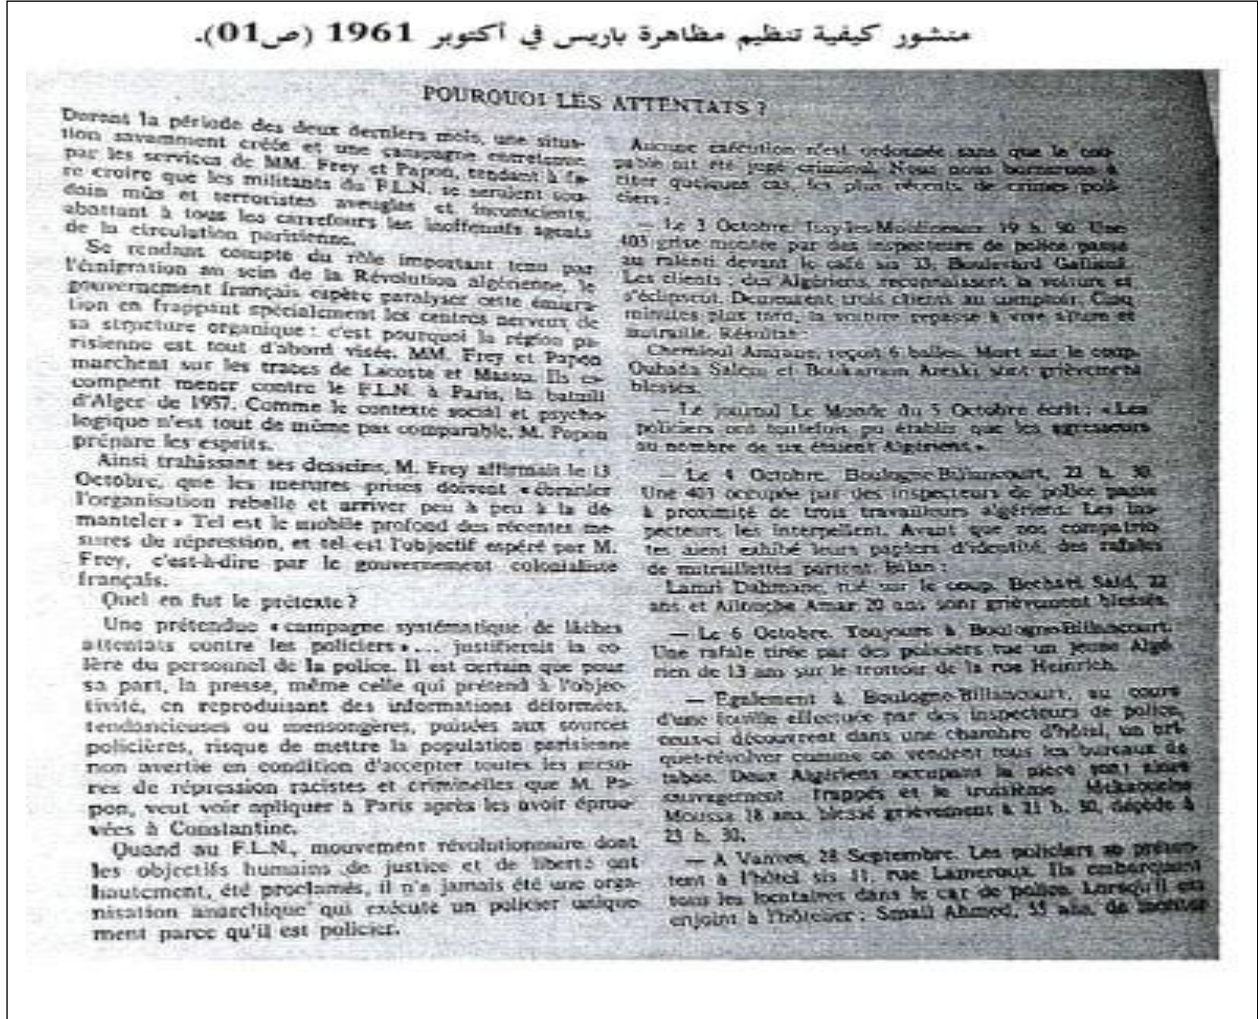 منشور كيفية تنظيم مظاهرة باريس في أكتوبر 1961 (ص01).
POURQUOI LES ATTENTATS ?
Durant la période des deux derniers mois, une situa-
tion savamment créée et une campagne entretenue
par les services de MM. Frey et Papon, tendant à fai-
re croire que les militants du F.L.N. se seraient sou-
dain mûs et terroristes aveugles et inconscients,
abattant à tous les carrefours les inoffensifs agents
de la circulation parisienne.
Se rendant compte du rôle important tenu par
l'émigration au sein de la Révolution algérienne, le
gouvernement français espère paralyser cette émigra-
tion en frappant spécialement les centres nerveux de
sa structure organique : c'est pourquoi la région pa-
risienne est tout d'abord visée. MM. Frey et Papon
marchent sur les traces de Lacoste et Massu. Ils es-
compent mener contre le F.L.N. à Paris, la bataill
d'Alger de 1957. Comme le contexte social et psycho-
logique n'est tout de même pas comparable, M. Papon
prépare les esprits.
Ainsi trahissant ses desseins, M. Frey affirmait le 13
Octobre, que les mesures prises doivent « ébranler
l'organisation rebelle et arriver peu à peu à la dé-
manteler » Tel est le mobile profond des récentes me-
sures de répression, et tel est l'objectif espéré par M.
Frey, c'est-à-dire par le gouvernement colonialiste
français.
Quel en fut le prétexte ?
Une prétendue « campagne systématique de lâches
attentats contre les policiers »... justifierait la co-
lère du personnel de la police. Il est certain que pour
sa part, la presse, même celle qui prétend à l'objec-
tivité, en reproduisant des informations déformées,
tendancieuses ou mensongères, puisées aux sources
policières, risque de mettre la population parisienne
non avertie en condition d'accepter toutes les mesu-
res de répression racistes et criminelles que M. Pa-
pon, veut voir apliquer à Paris après les avoir éprou-
vées à Constantine.
Quand au F.L.N., mouvement révolutionnaire dont
les objectifs humains de justice et de liberté ont
hautement, été proclamés, il n'a jamais été une orga-
nisation anarchique qui exécute un policier unique-
ment parce qu'il est policier.
Aucune exécution n'est ordonnée sans que le cou-
pable ait été jugé criminel. Nous nous bornerons à
citer quelques cas, les plus récents de crimes poli-
ciers :
— Le 3 Octobre, Issy-les-Moulineaux 19 h. 50. Une
403 grise montée par des inspecteurs de police passe
au ralenti devant le café sis 33, Boulevard Galliéni
Les clients : des Algériens, reconnaissent la voiture et
s'éclipsent. Demeurent trois clients au comptoir. Cinq
minutes plus tard, la voiture repasse à vive allure et
mitraille. Résultat :
Chemloul Amrane, reçoit 6 balles. Mort sur le coup.
Ouhada Salem et Boukaroun Areski sont grièvement
blessés.
— Le journal Le Monde du 5 Octobre écrit : « Les
policiers ont toutefois pu établir que les agresseurs
au nombre de six étaient Algériens ».
— Le 4 Octobre, Boulogne-Billancourt, 21 h. 30.
Une 403 occupée par des inspecteurs de police passe
à proximité de trois travailleurs algériens. Les ins-
pecteurs les interpellent. Avant que nos compatrio-
tes aient exhibé leurs papiers d'identité, des rafales
de mitraillettes partent. Bilan :
Lamri Dahmane, tué sur le coup. Bechari Saïd, 22
ans et Allouche Amar 20 ans sont grièvement blessés.
— Le 6 Octobre. Toujours à Boulogne-Billancourt.
Une rafale tirée par des policiers tue un jeune Algé-
rien de 13 ans sur le trottoir de la rue Heinrich.
— Egalement à Boulogne-Billancourt, au cours
d'une fouille effectuée par des inspecteurs de police,
ceux-ci découvrent dans une chambre d'hôtel, un bri-
quet-révolver comme on vendent tous les bureaux de
tabac. Deux Algériens occupant la pièce sont alors
sauvagement frappés et le troisième Mekaouche
Moussa 18 ans, blessé grièvement à 21 h. 30, décède à
23 h. 30.
— A Vanves, 28 Septembre. Les policiers se présen-
tent à l'hôtel sis 11, rue Lameroux. Ils embarquent
tous les locataires dans le car de police. Lorsqu'il est
enjoint à l'hôtelier : Smail Ahmed, 55 ans, de monter